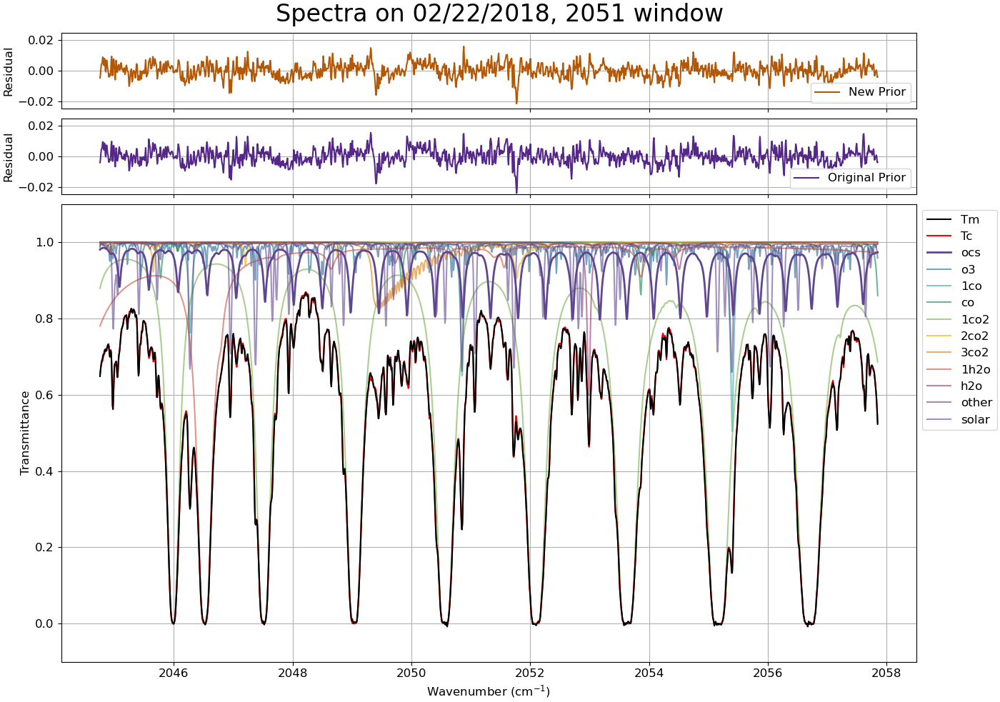 Spectra on 02/22/2018, 2051 window
Residual
0.02
0.00
−0.02
New Prior
Residual
0.02
0.00
−0.02
Original Prior
Transmittance
1.0
0.8
0.6
0.4
0.2
0.0
Tm
Tc
ocs
o3
1co
co
1co2
2co2
3co2
1h2o
h2o
other
solar
2046 2048 2050 2052 2054 2056 2058
Wavenumber (cm⁻¹)